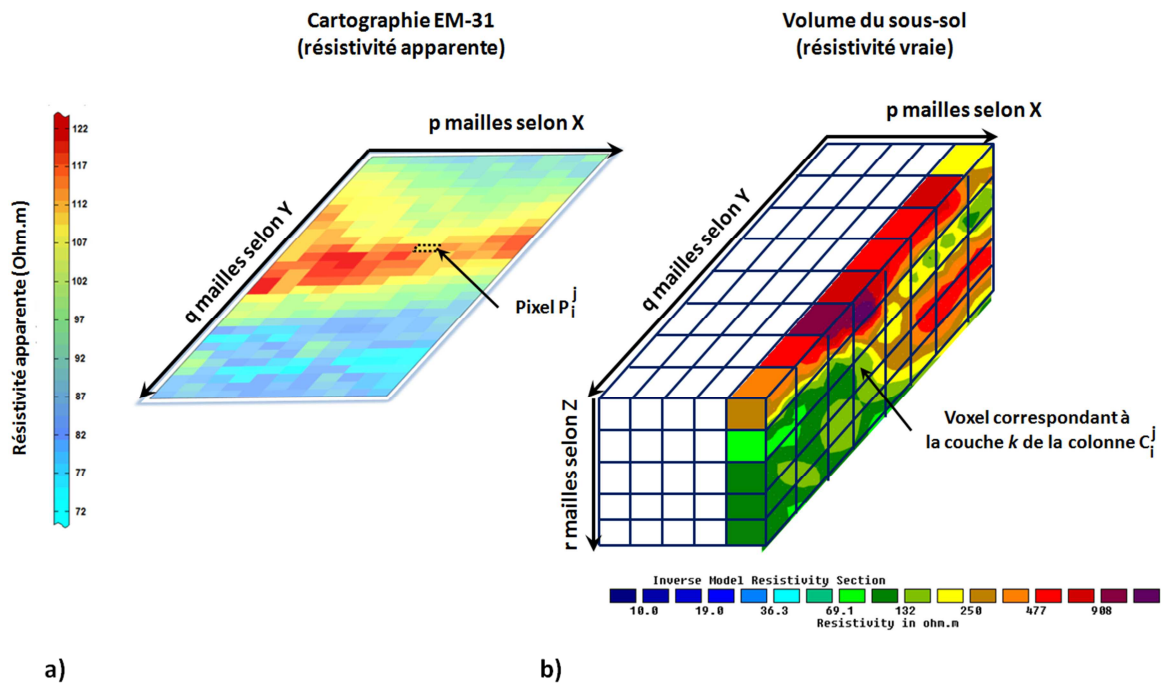 Cartographie EM-31
(résistivité apparente)
Volume du sous-sol
(résistivité vraie)
p mailles selon X
p mailles selon X
q mailles selon Y
q mailles selon Y
r mailles selon Z
Résistivité apparente (Ohm.m)
122
117
112
107
102
97
92
87
82
77
72
Pixel P_i^j
Voxel correspondant à
la couche k de la colonne C_i^j
Inverse Model Resistivity Section
10.0 19.0 36.3 69.1 132 250 477 908
Resistivity in ohm.m
a)
b)